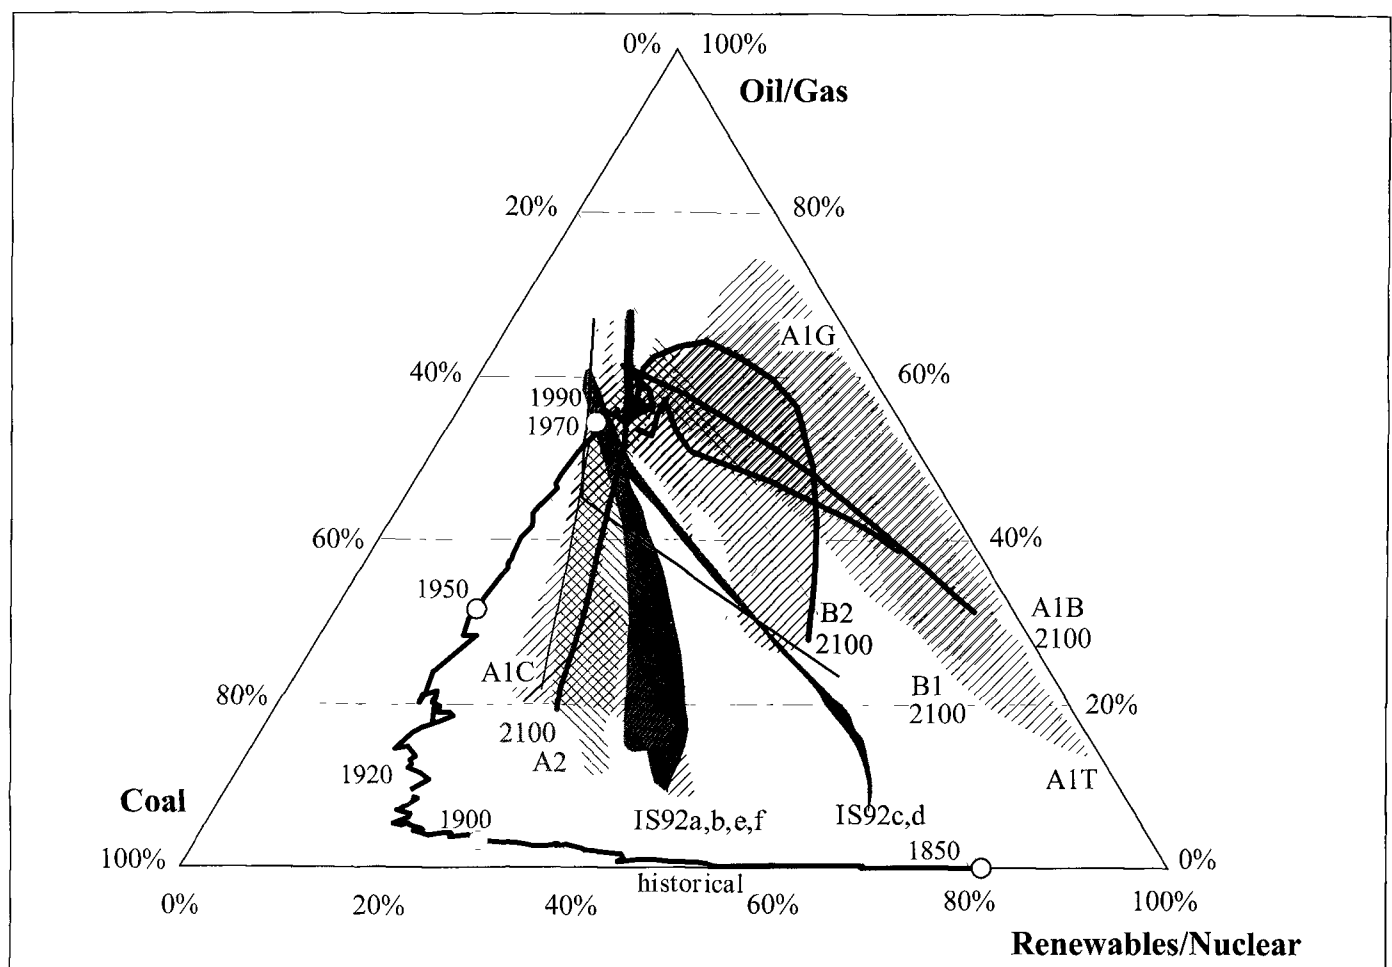 0% 100%
Oil/Gas
20% 80%
A1G
40% 60%
1990
1970
60% 40%
1950
B2
2100
A1B
2100
A1C
80%
B1
2100
20%
2100
A2
1920
A1T
Coal
1900
IS92a,b,e,f
IS92c,d
100%
1850
0%
historical
0% 20% 40% 60% 80% 100%
Renewables/Nuclear